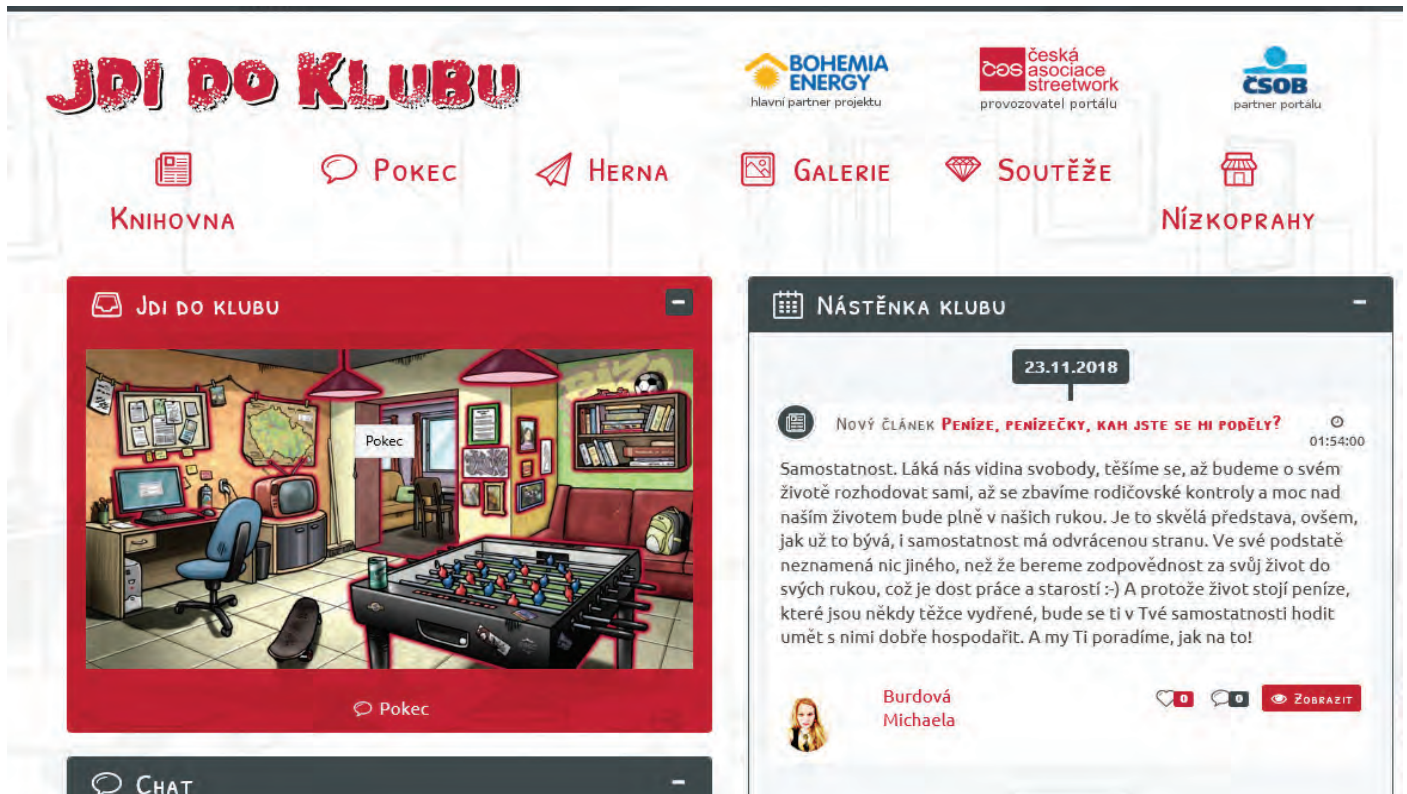 JDI DO KLUBU
BOHEMIA
ENERGY
hlavní partner projektu
čas
česká
asociace
streetwork
provozovatel portálu
ČSOB
partner portálu
Knihovna
Pokec
Herna
Galerie
Soutěže
Nízkoprahy
Jdi do klubu
Pokec
Pokec
Chat
Nástěnka klubu
23.11.2018
Nový článek Peníze, penízečky, kam jste se mi poděly?
01:54:00
Samostatnost. Láká nás vidina svobody, těšíme se, až budeme o svém
životě rozhodovat sami, až se zbavíme rodičovské kontroly a moc nad
naším životem bude plně v našich rukou. Je to skvělá představa, ovšem,
jak už to bývá, i samostatnost má odvrácenou stranu. Ve své podstatě
neznamená nic jiného, než že bereme zodpovědnost za svůj život do
svých rukou, což je dost práce a starostí :-) A protože život stojí peníze,
které jsou někdy těžce vydřené, bude se ti v Tvé samostatnosti hodit
umět s nimi dobře hospodařit. A my Ti poradíme, jak na to!
Burdová
Michaela
0
0
Zobrazit